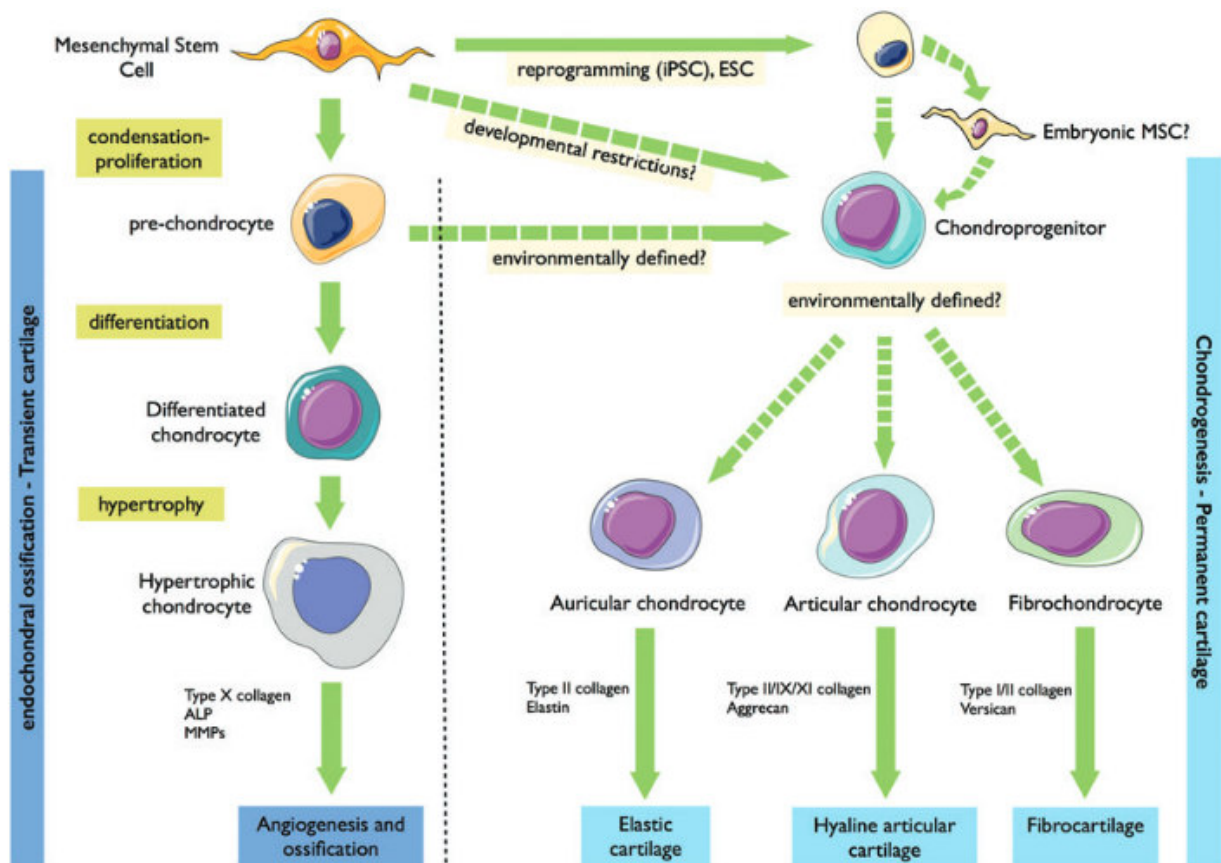 Mesenchymal Stem
Cell
reprogramming (iPSC), ESC
developmental restrictions?
Embryonic MSC?
condensation-
proliferation
pre-chondrocyte
environmentally defined?
Chondroprogenitor
environmentally defined?
differentiation
Differentiated
chondrocyte
hypertrophy
Hypertrophic
chondrocyte
Auricular chondrocyte
Articular chondrocyte
Fibrochondrocyte
Type X collagen
ALP
MMPs
Type II collagen
Elastin
Type II/IX/XI collagen
Aggrecan
Type I/II collagen
Versican
Angiogenesis and
ossification
Elastic
cartilage
Hyaline articular
cartilage
Fibrocartilage
endochondral ossification - Transient cartilage
Chondrogenesis - Permanent cartilage